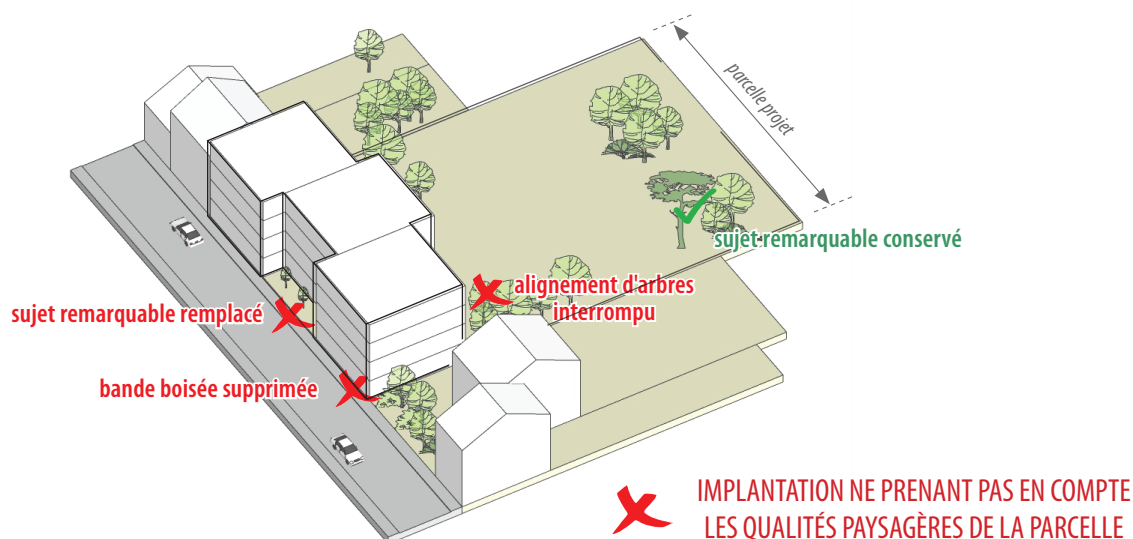 parcelle projet
sujet remarquable conservé
alignement d'arbres
interrompu
sujet remarquable remplacé
bande boisée supprimée
IMPLANTATION NE PRENANT PAS EN COMPTE
LES QUALITÉS PAYSAGÈRES DE LA PARCELLE